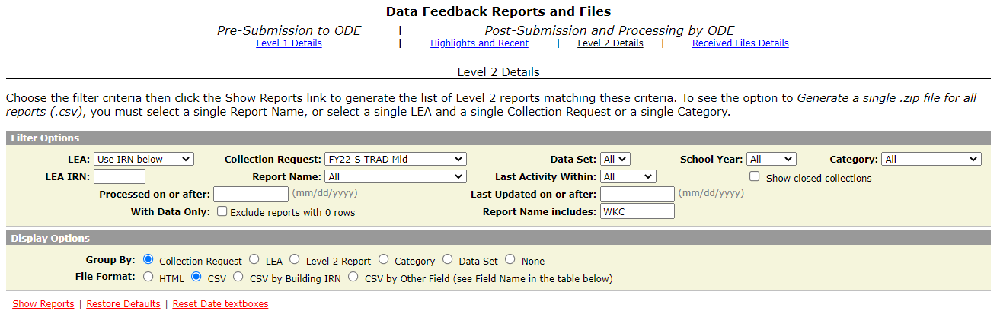 Data Feedback Reports and Files
Pre-Submission to ODE | Post-Submission and Processing by ODE
Level 1 Details | Highlights and Recent | Level 2 Details | Received Files Details
Level 2 Details
Choose the filter criteria then click the Show Reports link to generate the list of Level 2 reports matching these criteria. To see the option to Generate a single .zip file for all
reports (.csv), you must select a single Report Name, or select a single LEA and a single Collection Request or a single Category.
Filter Options
LEA: Use IRN below Collection Request: FY22-S-TRAD Mid Data Set: All School Year: All Category: All
LEA IRN: Report Name: All Last Activity Within: All Show closed collections
Processed on or after: (mm/dd/yyyy) Last Updated on or after: (mm/dd/yyyy)
With Data Only: Exclude reports with 0 rows Report Name includes: WKC
Display Options
Group By: Collection Request LEA Level 2 Report Category Data Set None
File Format: HTML CSV CSV by Building IRN CSV by Other Field (see Field Name in the table below)
Show Reports | Restore Defaults | Reset Date textboxes